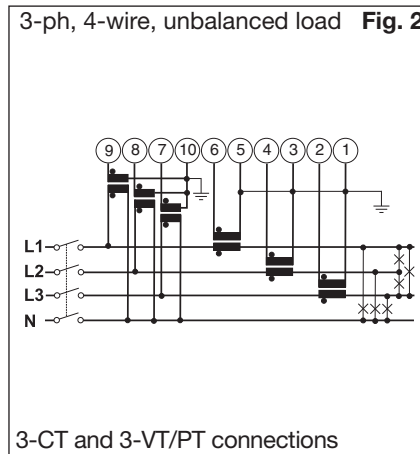 3-ph, 4-wire, unbalanced load Fig. 2
9 8 7 10 6 5 4 3 2 1
L1
L2
L3
N
3-CT and 3-VT/PT connections